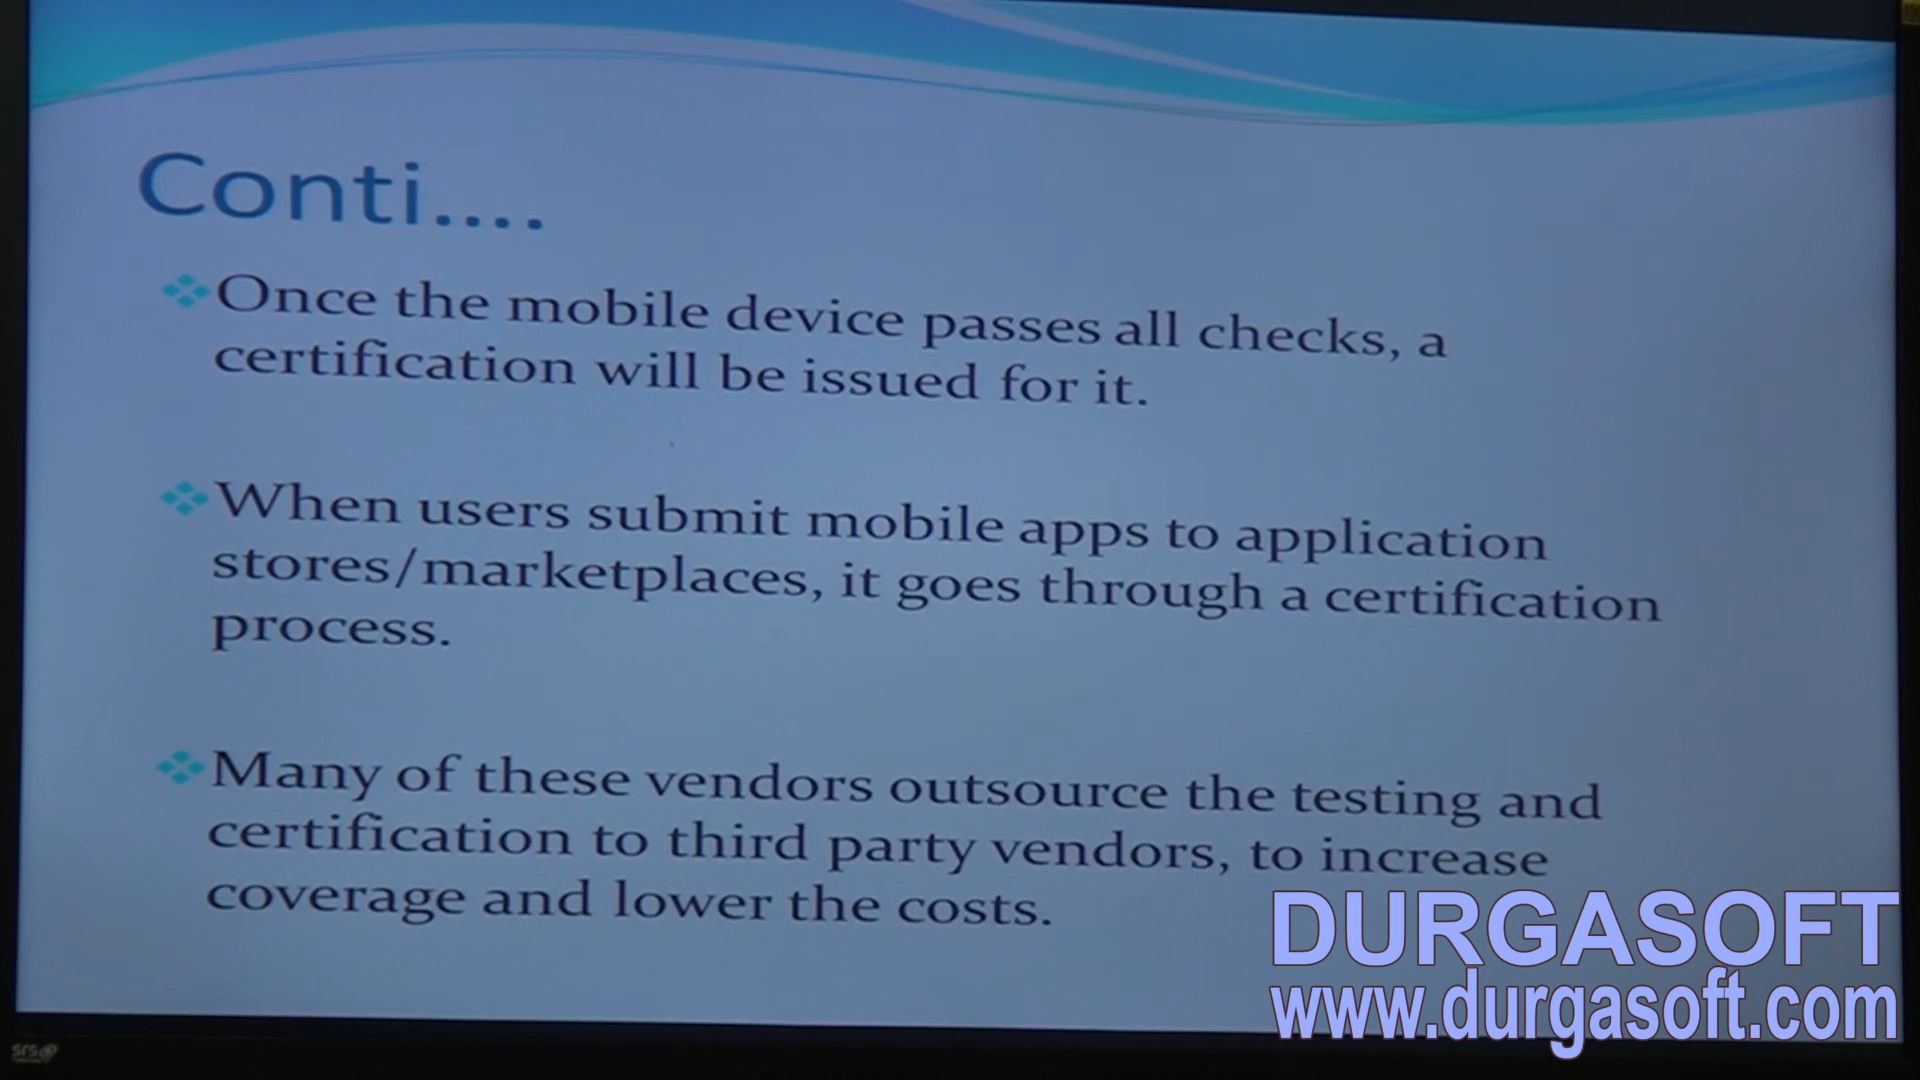 Conti....
Once the mobile device passes all checks, a
certification will be issued for it.
When users submit mobile apps to application
stores/marketplaces, it goes through a certification
process.
Many of these vendors outsource the testing and
certification to third party vendors, to increase
coverage and lower the costs.
DURGASOFT
www.durgasoft.com
SRS